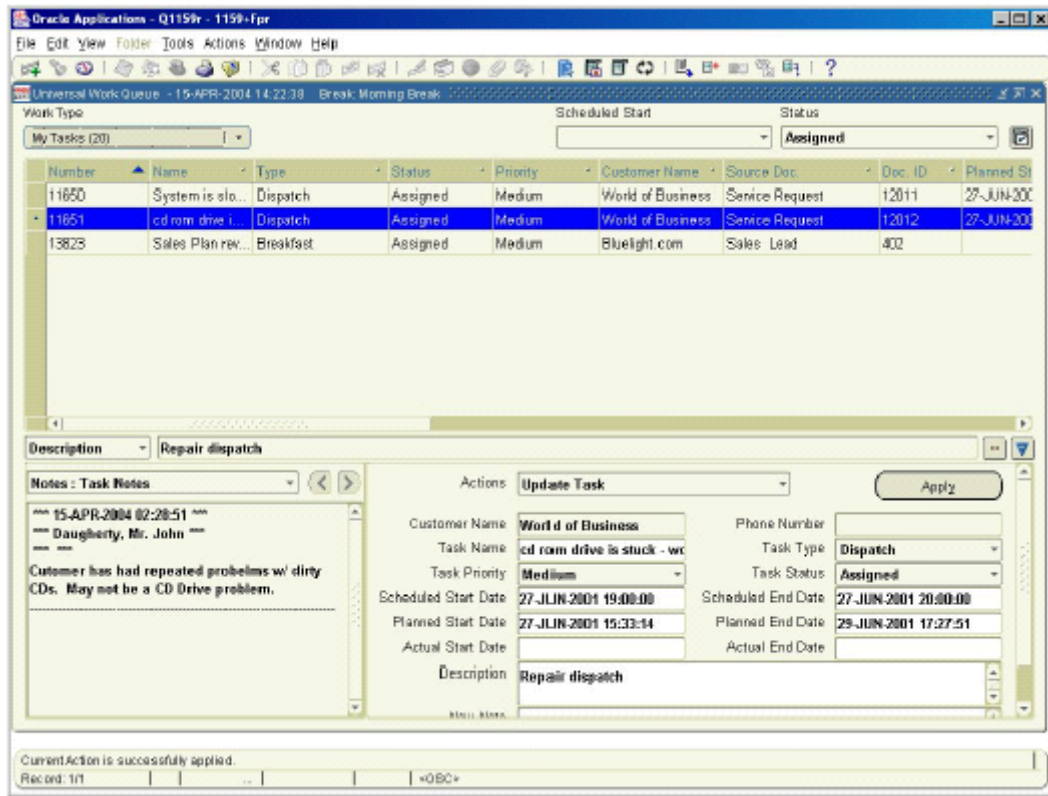 Oracle Applications - Q1159r - 1159+Fpr
File Edit View Folder Tools Actions Window Help
Universal Work Queue - 15-APR-2004 14:22:38 Break: Morning Break
Work Type Scheduled Start Status
My Tasks (20) Assigned
Number Name Type Status Priority Customer Name Source Doc. Doc. ID Planned St
11650 System is slo... Dispatch Assigned Medium World of Business Service Request 12011 27-JUN-200
11651 cd rom drive i... Dispatch Assigned Medium World of Business Service Request 12012 27-JUN-200
13823 Sales Plan rev... Breakfast Assigned Medium Bluelight.com Sales Lead 402
Description Repair dispatch
Notes : Task Notes
*** 15-APR-2004 02:28:51 ***
*** Daugherty, Mr. John ***
*** ***
Cutomer has had repeated probelms w/ dirty
CDs. May not be a CD Drive problem.
Actions Update Task Apply
Customer Name World of Business Phone Number
Task Name cd rom drive is stuck - wo Task Type Dispatch
Task Priority Medium Task Status Assigned
Scheduled Start Date 27-JUN-2001 19:00:00 Scheduled End Date 27-JUN-2001 20:00:00
Planned Start Date 27-JUN-2001 15:33:14 Planned End Date 29-JUN-2001 17:27:51
Actual Start Date Actual End Date
Description Repair dispatch
Current Action is successfully applied.
Record: 1/1 ... <OSC>